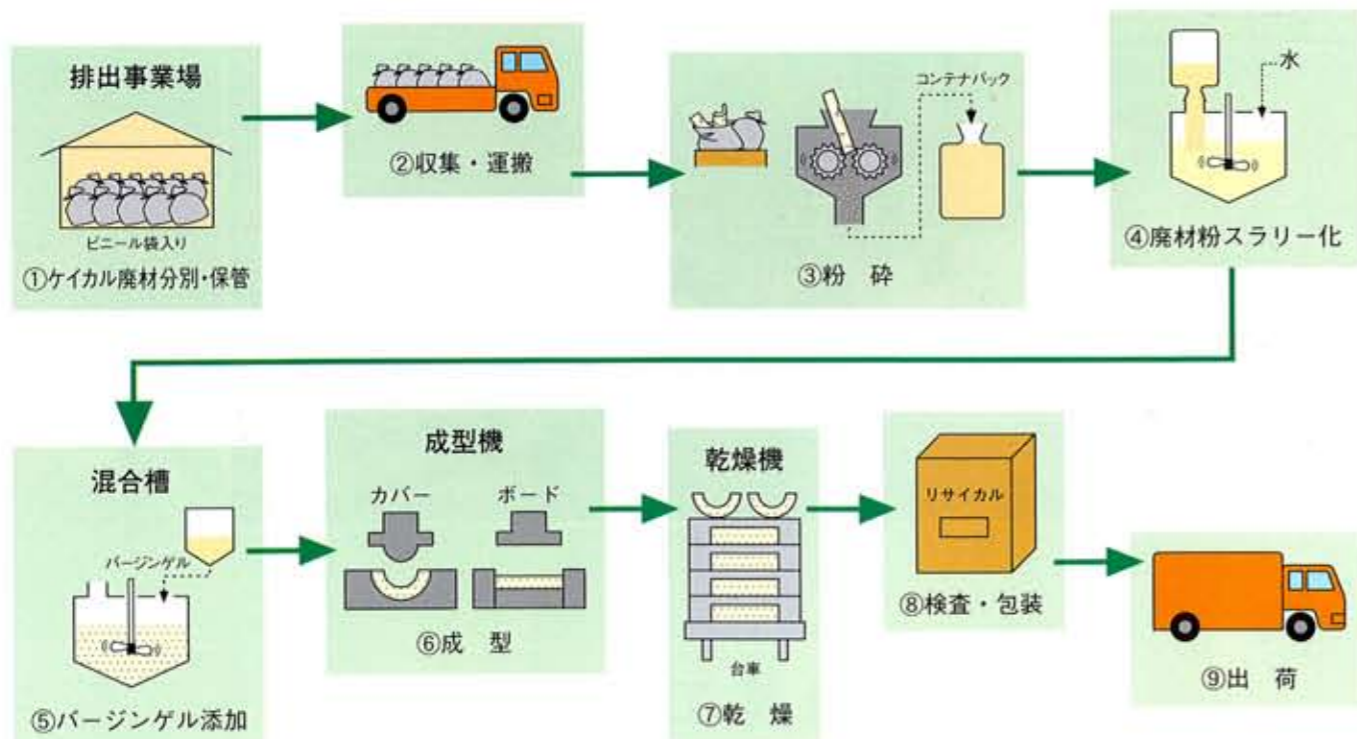 排出事業場
ビニール袋入り
①ケイカル廃材分別・保管
②収集・運搬
コンテナバック
③粉　砕
水
④廃材粉スラリー化
混合槽
バージンゲル
⑤バージンゲル添加
成型機
カバー
ボード
⑥成　型
乾燥機
台車
⑦乾　燥
リサイカル
⑧検査・包装
⑨出　荷